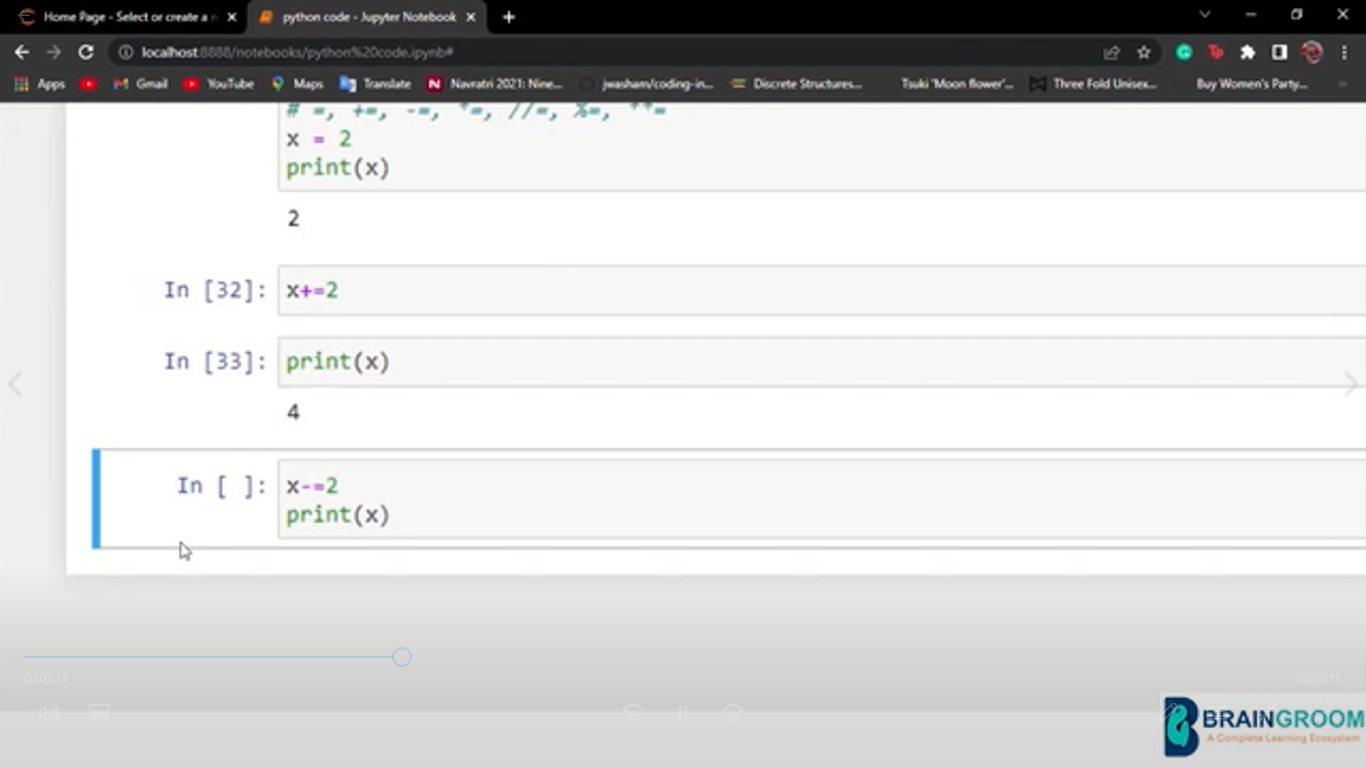 Home Page - Select or create a n
python code - Jupyter Notebook
localhost:8888/notebooks/python%20code.ipynb#
Apps
Gmail
YouTube
Maps
Translate
Navratri 2021: Nine...
jwasham/coding-in...
Discrete Structures...
Tsuki 'Moon flower'...
Three Fold Unisex...
Buy Women's Party...
# =, +=, -=, *=, //=, %=, **=
x = 2
print(x)
2
In [32]: x+=2
In [33]: print(x)
4
In [ ]: x-=2
print(x)
00:01:17
00:03:15
10
30
BRAINGROOM
A Complete Learning Ecosystem